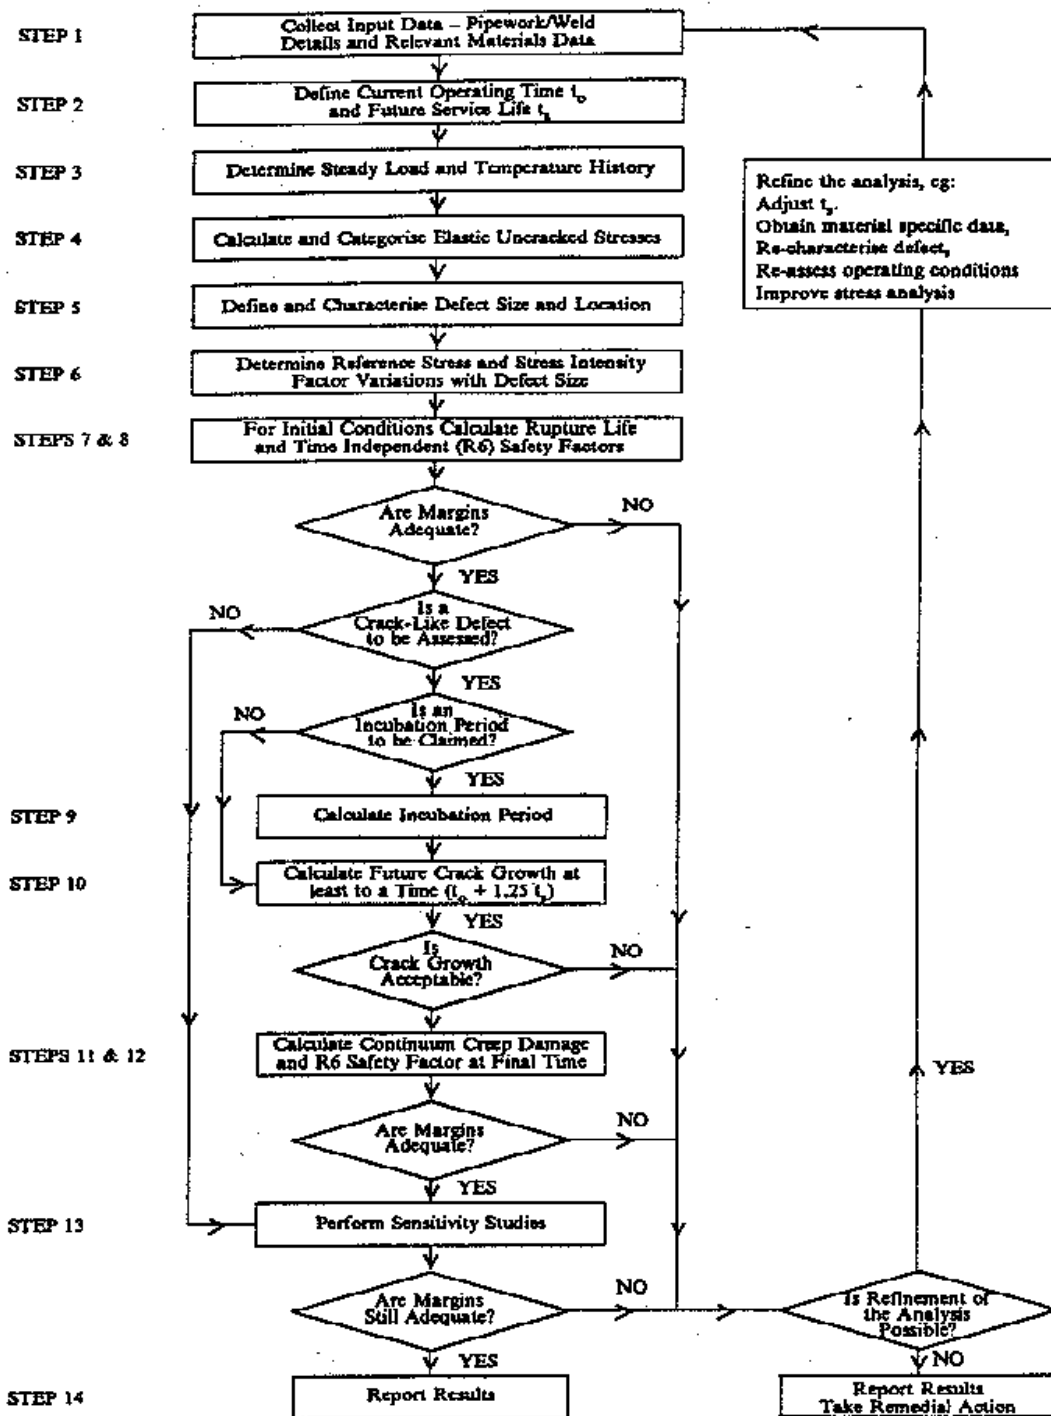 STEP 1
Collect Input Data – Pipework/Weld
Details and Relevant Materials Data
STEP 2
Define Current Operating Time t₀
and Future Service Life tₛ
STEP 3
Determine Steady Load and Temperature History
STEP 4
Calculate and Categorise Elastic Uncracked Stresses
STEP 5
Define and Characterise Defect Size and Location
STEP 6
Determine Reference Stress and Stress Intensity
Factor Variations with Defect Size
STEPS 7 & 8
For Initial Conditions Calculate Rupture Life
and Time Independent (R6) Safety Factors
Are Margins
Adequate?
NO
YES
Is a
Crack-Like Defect
to be Assessed?
NO
YES
Is an
Incubation Period
to be Claimed?
NO
YES
STEP 9
Calculate Incubation Period
STEP 10
Calculate Future Crack Growth at
least to a Time (t₀ + 1.25 tₛ)
YES
Is
Crack Growth
Acceptable?
NO
STEPS 11 & 12
Calculate Continuum Creep Damage
and R6 Safety Factor at Final Time
Are Margins
Adequate?
NO
YES
STEP 13
Perform Sensitivity Studies
Are Margins
Still Adequate?
NO
YES
STEP 14
Report Results
Refine the analysis, eg:
Adjust tₛ.
Obtain material specific data,
Re-characterise defect,
Re-assess operating conditions
Improve stress analysis
YES
Is Refinement of
the Analysis
Possible?
NO
Report Results
Take Remedial Action